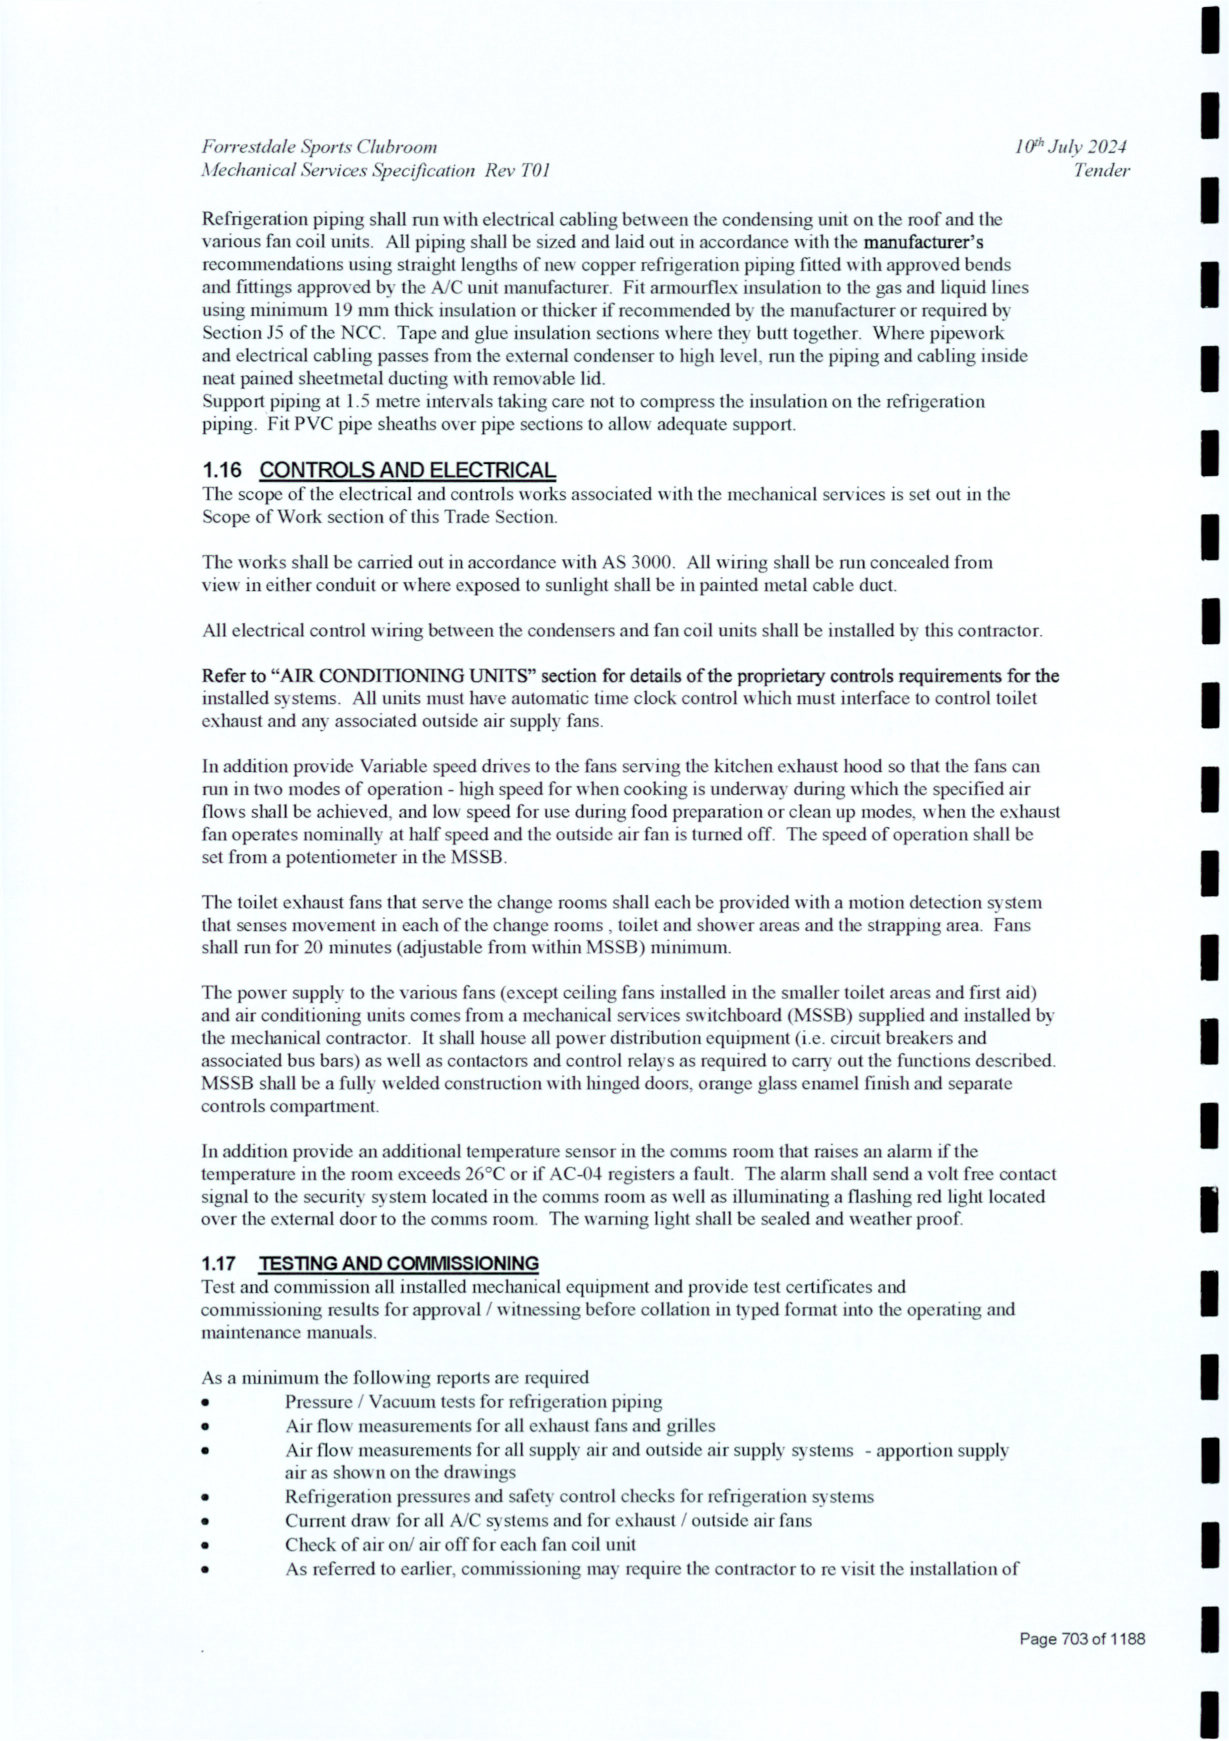 Forrestdale Sports Clubroom
10th July 2024
Mechanical Services Specification Rev T01
Tender
Refrigeration piping shall run with electrical cabling between the condensing unit on the roof and the
various fan coil units. All piping shall be sized and laid out in accordance with the manufacturer's
recommendations using straight lengths of new copper refrigeration piping fitted with approved bends
and fittings approved by the A/C unit manufacturer. Fit armourflex insulation to the gas and liquid lines
using minimum 19 mm thick insulation or thicker if recommended by the manufacturer or required by
Section J5 of the NCC. Tape and glue insulation sections where they butt together. Where pipework
and electrical cabling passes from the external condenser to high level, run the piping and cabling inside
neat pained sheetmetal ducting with removable lid.
Support piping at 1.5 metre intervals taking care not to compress the insulation on the refrigeration
piping. Fit PVC pipe sheaths over pipe sections to allow adequate support.
1.16 CONTROLS AND ELECTRICAL
The scope of the electrical and controls works associated with the mechanical services is set out in the
Scope of Work section of this Trade Section.
The works shall be carried out in accordance with AS 3000. All wiring shall be run concealed from
view in either conduit or where exposed to sunlight shall be in painted metal cable duct.
All electrical control wiring between the condensers and fan coil units shall be installed by this contractor.
Refer to “AIR CONDITIONING UNITS” section for details of the proprietary controls requirements for the
installed systems. All units must have automatic time clock control which must interface to control toilet
exhaust and any associated outside air supply fans.
In addition provide Variable speed drives to the fans serving the kitchen exhaust hood so that the fans can
run in two modes of operation - high speed for when cooking is underway during which the specified air
flows shall be achieved, and low speed for use during food preparation or clean up modes, when the exhaust
fan operates nominally at half speed and the outside air fan is turned off. The speed of operation shall be
set from a potentiometer in the MSSB.
The toilet exhaust fans that serve the change rooms shall each be provided with a motion detection system
that senses movement in each of the change rooms , toilet and shower areas and the strapping area. Fans
shall run for 20 minutes (adjustable from within MSSB) minimum.
The power supply to the various fans (except ceiling fans installed in the smaller toilet areas and first aid)
and air conditioning units comes from a mechanical services switchboard (MSSB) supplied and installed by
the mechanical contractor. It shall house all power distribution equipment (i.e. circuit breakers and
associated bus bars) as well as contactors and control relays as required to carry out the functions described.
MSSB shall be a fully welded construction with hinged doors, orange glass enamel finish and separate
controls compartment.
In addition provide an additional temperature sensor in the comms room that raises an alarm if the
temperature in the room exceeds 26°C or if AC-04 registers a fault. The alarm shall send a volt free contact
signal to the security system located in the comms room as well as illuminating a flashing red light located
over the external door to the comms room. The warning light shall be sealed and weather proof.
1.17 TESTING AND COMMISSIONING
Test and commission all installed mechanical equipment and provide test certificates and
commissioning results for approval / witnessing before collation in typed format into the operating and
maintenance manuals.
As a minimum the following reports are required
• Pressure / Vacuum tests for refrigeration piping
• Air flow measurements for all exhaust fans and grilles
• Air flow measurements for all supply air and outside air supply systems - apportion supply
air as shown on the drawings
• Refrigeration pressures and safety control checks for refrigeration systems
• Current draw for all A/C systems and for exhaust / outside air fans
• Check of air on/ air off for each fan coil unit
• As referred to earlier, commissioning may require the contractor to re visit the installation of
Page 703 of 1188